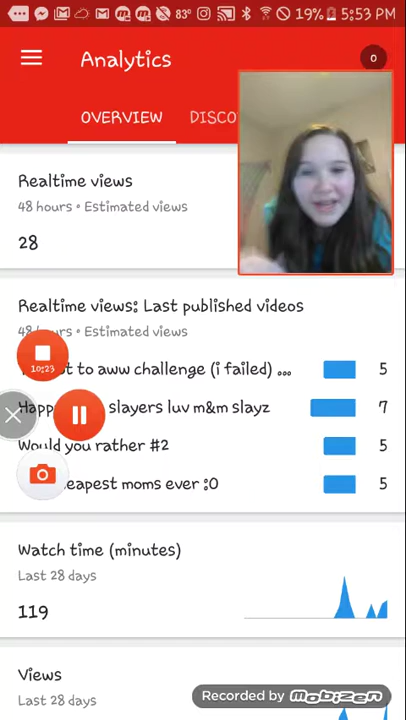 83° 19% 5:53 PM
Analytics
0
OVERVIEW DISCO
Realtime views
48 hours • Estimated views
28
Realtime views: Last published videos
48 hours • Estimated views
10:23
to aww challenge (i failed) ... 5
Happ slayers luv m&m slayz 7
Would you rather #2 5
eapest moms ever :O 5
Watch time (minutes)
Last 28 days
119
Views
Last 28 days
Recorded by mobizen